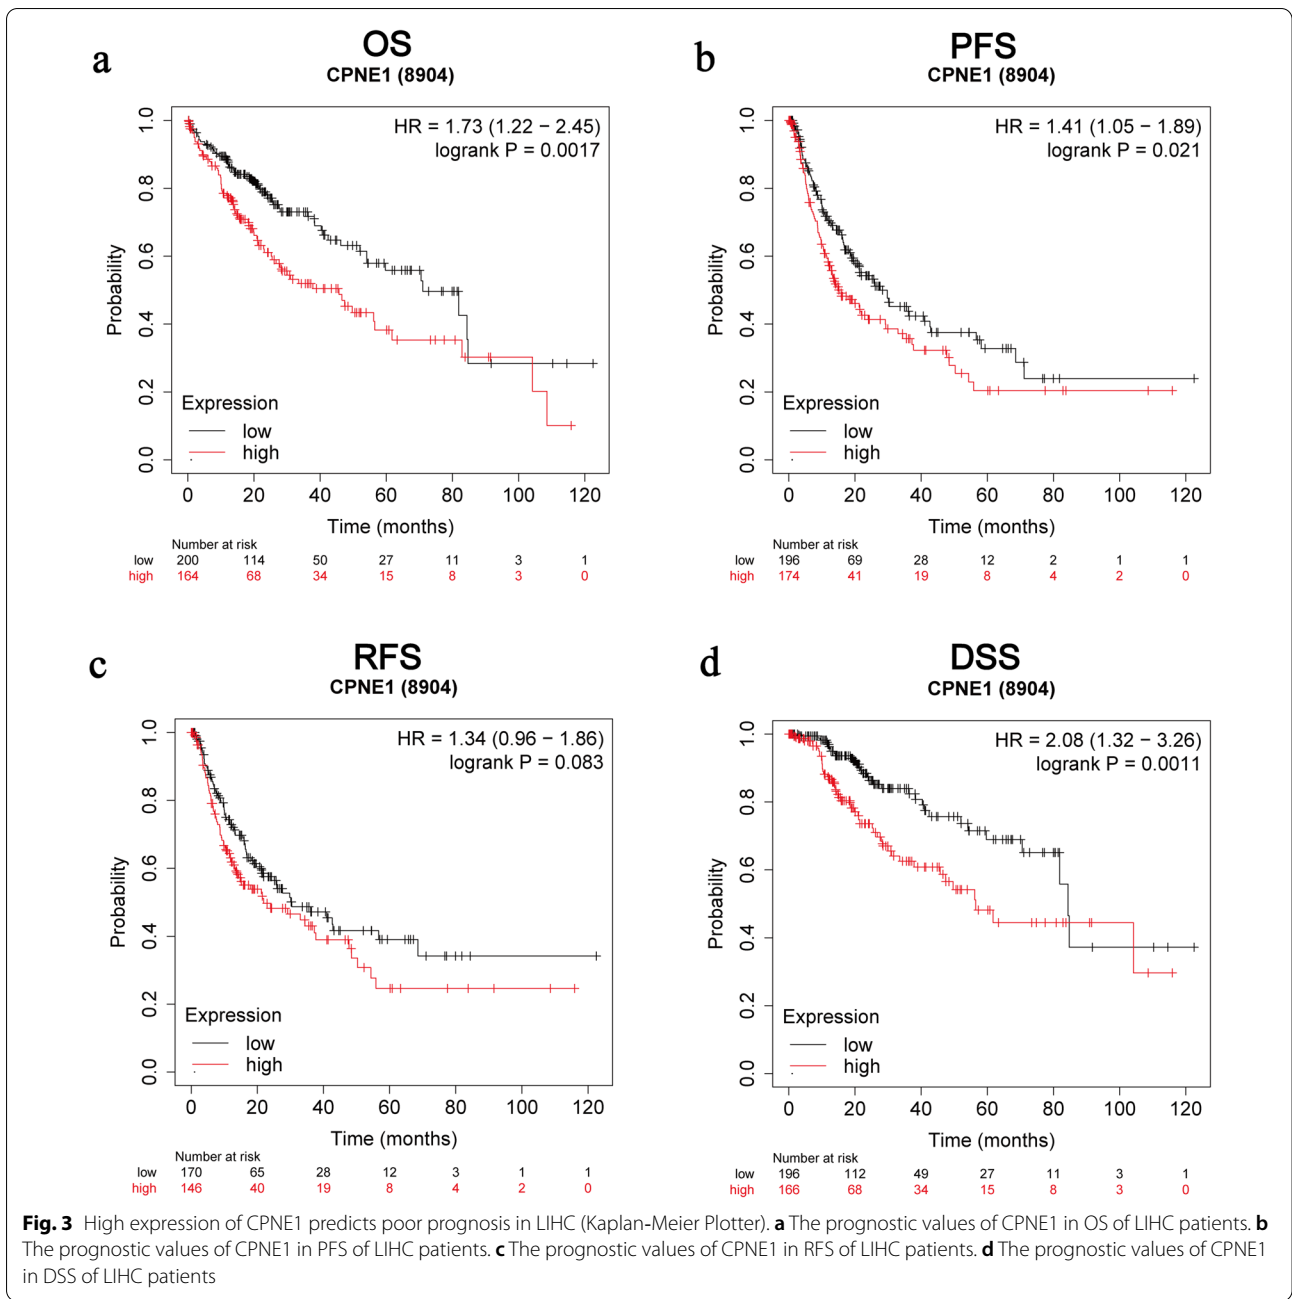 a
OS
CPNE1 (8904)
HR = 1.73 (1.22 − 2.45)
logrank P = 0.0017
Probability
1.0
0.8
0.6
0.4
0.2
0.0
Expression
low
high
0 20 40 60 80 100 120
Time (months)
Number at risk
low 200 114 50 27 11 3 1
high 164 68 34 15 8 3 0
b
PFS
CPNE1 (8904)
HR = 1.41 (1.05 − 1.89)
logrank P = 0.021
Probability
1.0
0.8
0.6
0.4
0.2
0.0
Expression
low
high
0 20 40 60 80 100 120
Time (months)
Number at risk
low 196 69 28 12 2 1 1
high 174 41 19 8 4 2 0
c
RFS
CPNE1 (8904)
HR = 1.34 (0.96 − 1.86)
logrank P = 0.083
Probability
1.0
0.8
0.6
0.4
0.2
0.0
Expression
low
high
0 20 40 60 80 100 120
Time (months)
Number at risk
low 170 65 28 12 3 1 1
high 146 40 19 8 4 2 0
d
DSS
CPNE1 (8904)
HR = 2.08 (1.32 − 3.26)
logrank P = 0.0011
Probability
1.0
0.8
0.6
0.4
0.2
0.0
Expression
low
high
0 20 40 60 80 100 120
Time (months)
Number at risk
low 196 112 49 27 11 3 1
high 166 68 34 15 8 3 0
Fig. 3 High expression of CPNE1 predicts poor prognosis in LIHC (Kaplan-Meier Plotter). a The prognostic values of CPNE1 in OS of LIHC patients. b
The prognostic values of CPNE1 in PFS of LIHC patients. c The prognostic values of CPNE1 in RFS of LIHC patients. d The prognostic values of CPNE1
in DSS of LIHC patients